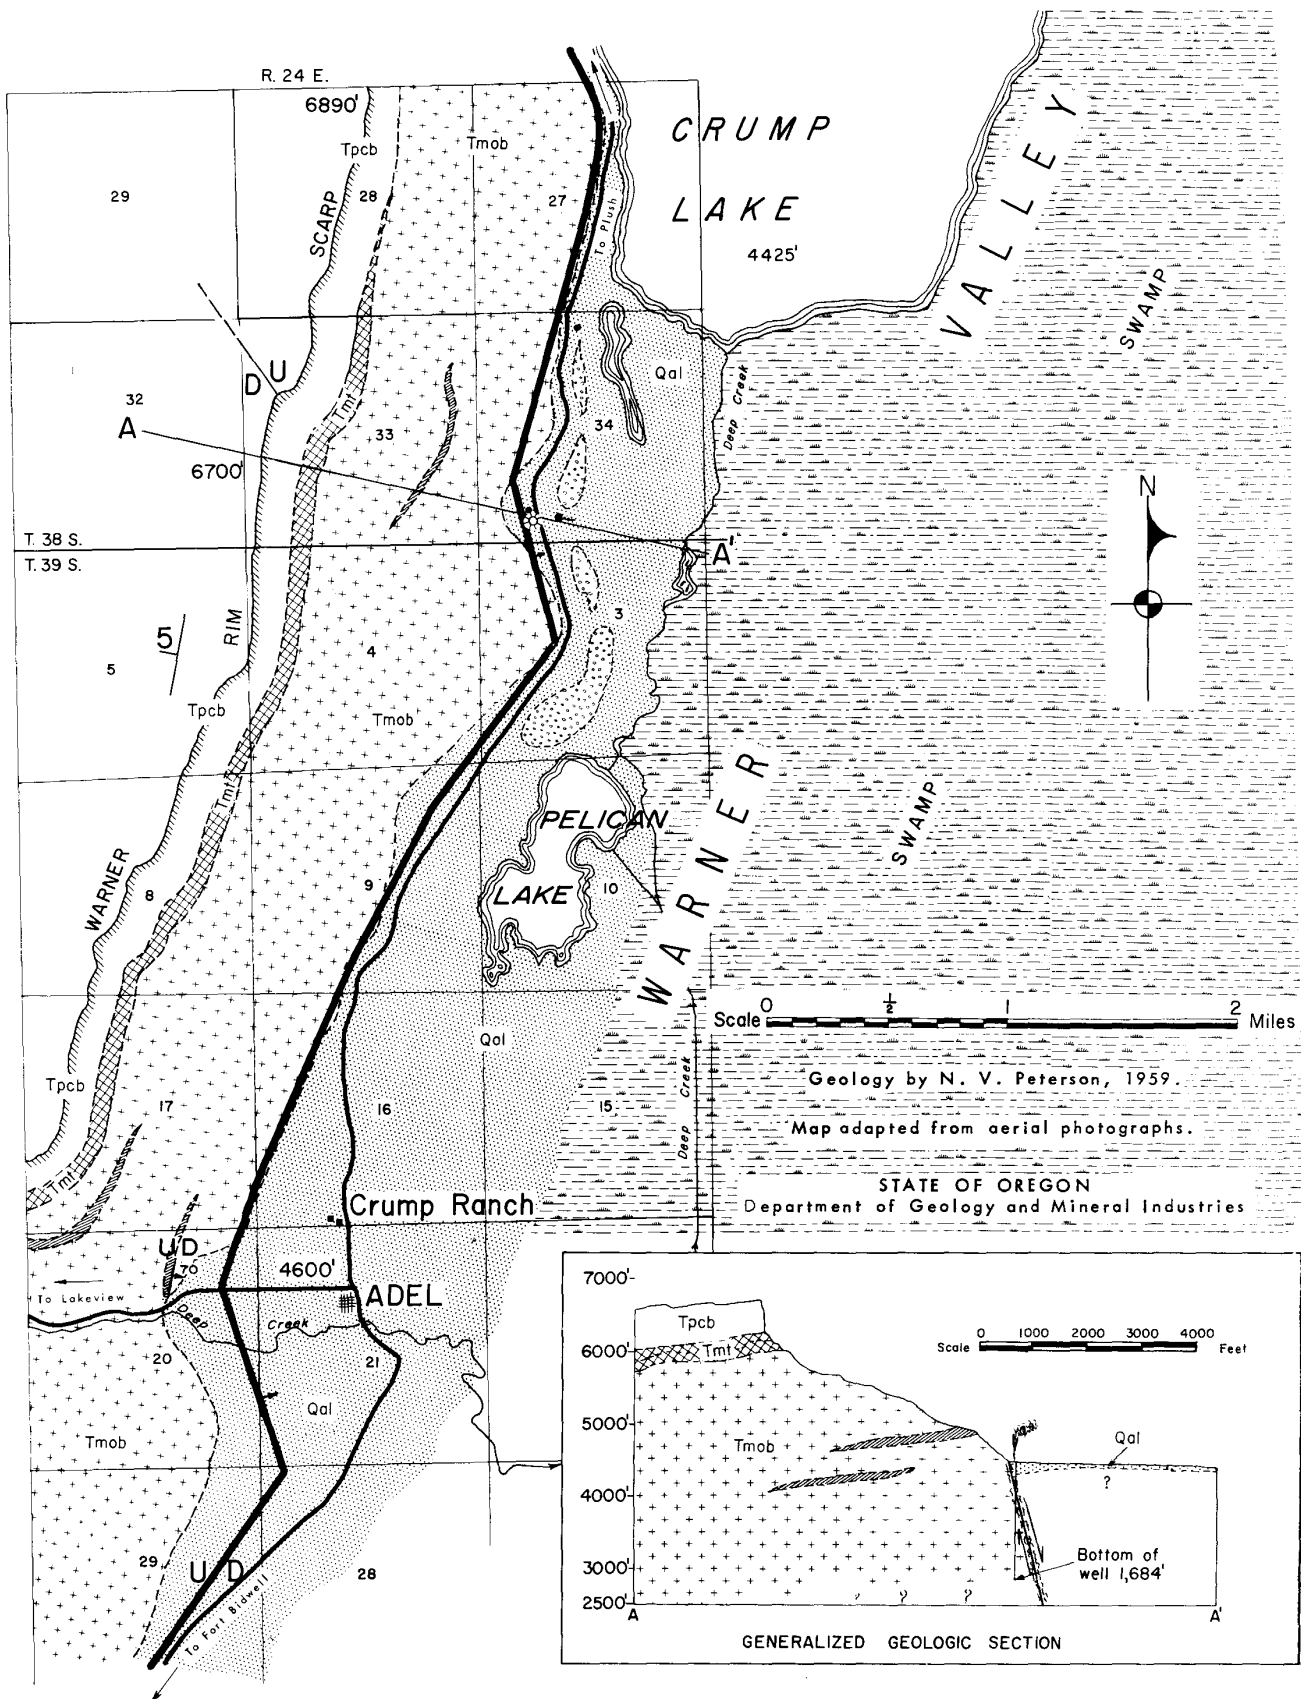 R. 24 E.
6890'
Tpcb
Tmob
CRUMP
LAKE
4425'
VALLEY
SWAMP
29
SCARP
28
27
To Plush
D U
32
A
6700'
Tmt
33
34
Qal
Deep Creek
N
T. 38 S.
T. 39 S.
A'
5
5
RIM
4
3
Tpcb
Tmob
Tmt
WARNER
8
9
PELICAN
LAKE
10
WARNER
SWAMP
Scale 0 ½ 1 2 Miles
Qal
Tpcb
17
16
15
Deep Creek
Geology by N. V. Peterson, 1959.
Map adapted from aerial photographs.
STATE OF OREGON
Department of Geology and Mineral Industries
Tmt
Crump Ranch
U D
70
4600'
To Lakeview
ADEL
Deep Creek
20
21
Qal
Tmob
29
28
U D
To Fort Bidwell
7000'
6000'
5000'
4000'
3000'
2500'
Tpcb
Tmt
Scale 0 1000 2000 3000 4000 Feet
Tmob
Qal
?
Bottom of
well 1,684'
? ? ?
A A'
GENERALIZED GEOLOGIC SECTION